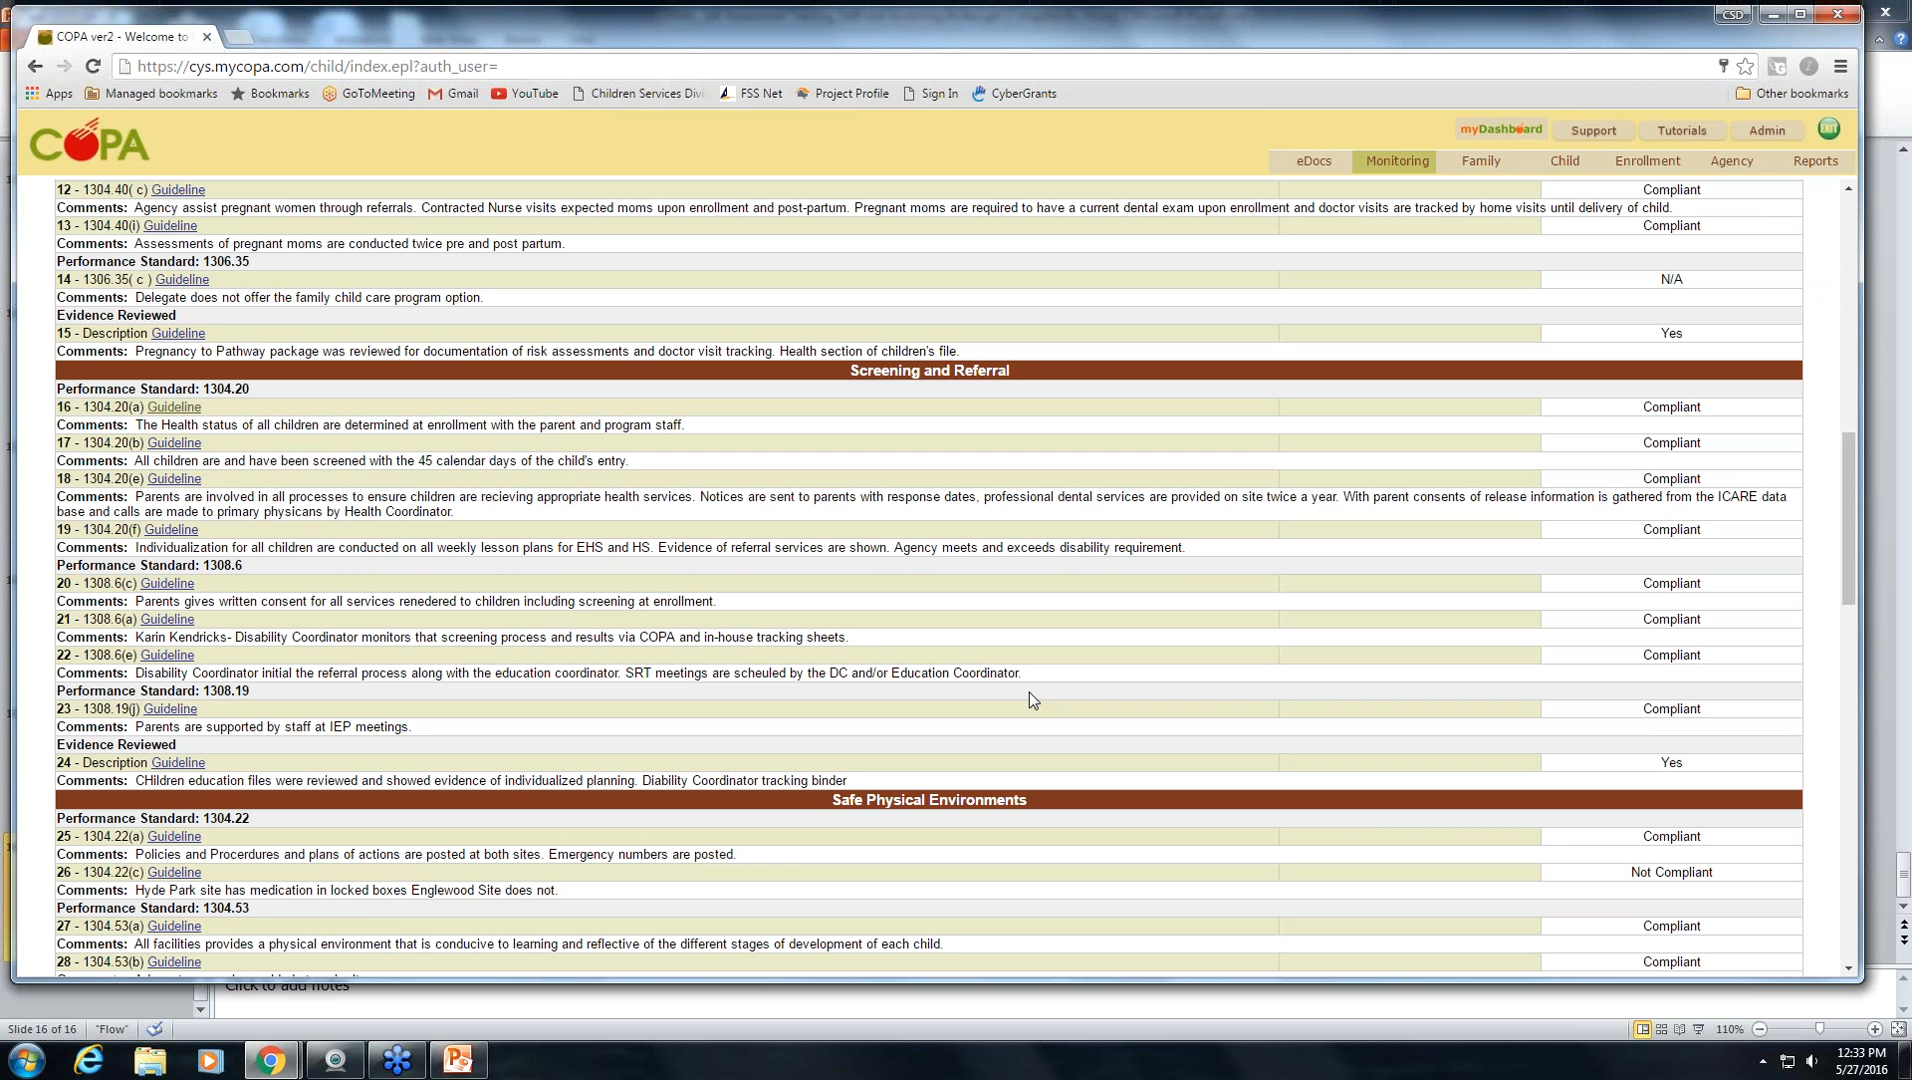 CSD
COPA ver2 - Welcome to
https://cys.mycopa.com/child/index.epl?auth_user=
Apps Managed bookmarks Bookmarks GoToMeeting Gmail YouTube Children Services Divi FSS Net Project Profile Sign In CyberGrants Other bookmarks
COPA
myDashboard Support Tutorials Admin EXIT
eDocs Monitoring Family Child Enrollment Agency Reports
12 - 1304.40( c) Guideline Compliant
Comments: Agency assist pregnant women through referrals. Contracted Nurse visits expected moms upon enrollment and post-partum. Pregnant moms are required to have a current dental exam upon enrollment and doctor visits are tracked by home visits until delivery of child.
13 - 1304.40(i) Guideline Compliant
Comments: Assessments of pregnant moms are conducted twice pre and post partum.
Performance Standard: 1306.35
14 - 1306.35( c ) Guideline N/A
Comments: Delegate does not offer the family child care program option.
Evidence Reviewed
15 - Description Guideline Yes
Comments: Pregnancy to Pathway package was reviewed for documentation of risk assessments and doctor visit tracking. Health section of children's file.
Screening and Referral
Performance Standard: 1304.20
16 - 1304.20(a) Guideline Compliant
Comments: The Health status of all children are determined at enrollment with the parent and program staff.
17 - 1304.20(b) Guideline Compliant
Comments: All children are and have been screened with the 45 calendar days of the child's entry.
18 - 1304.20(e) Guideline Compliant
Comments: Parents are involved in all processes to ensure children are recieving appropriate health services. Notices are sent to parents with response dates, professional dental services are provided on site twice a year. With parent consents of release information is gathered from the ICARE data
base and calls are made to primary physicans by Health Coordinator.
19 - 1304.20(f) Guideline Compliant
Comments: Individualization for all children are conducted on all weekly lesson plans for EHS and HS. Evidence of referral services are shown. Agency meets and exceeds disability requirement.
Performance Standard: 1308.6
20 - 1308.6(c) Guideline Compliant
Comments: Parents gives written consent for all services renedered to children including screening at enrollment.
21 - 1308.6(a) Guideline Compliant
Comments: Karin Kendricks- Disability Coordinator monitors that screening process and results via COPA and in-house tracking sheets.
22 - 1308.6(e) Guideline Compliant
Comments: Disability Coordinator initial the referral process along with the education coordinator. SRT meetings are scheuled by the DC and/or Education Coordinator.
Performance Standard: 1308.19
23 - 1308.19(j) Guideline Compliant
Comments: Parents are supported by staff at IEP meetings.
Evidence Reviewed
24 - Description Guideline Yes
Comments: CHildren education files were reviewed and showed evidence of individualized planning. Diability Coordinator tracking binder
Safe Physical Environments
Performance Standard: 1304.22
25 - 1304.22(a) Guideline Compliant
Comments: Policies and Procedures and plans of actions are posted at both sites. Emergency numbers are posted.
26 - 1304.22(c) Guideline Not Compliant
Comments: Hyde Park site has medication in locked boxes Englewood Site does not.
Performance Standard: 1304.53
27 - 1304.53(a) Guideline Compliant
Comments: All facilities provides a physical environment that is conducive to learning and reflective of the different stages of development of each child.
28 - 1304.53(b) Guideline Compliant
Click to add notes
Slide 16 of 16 "Flow" 110%
12:33 PM
5/27/2016